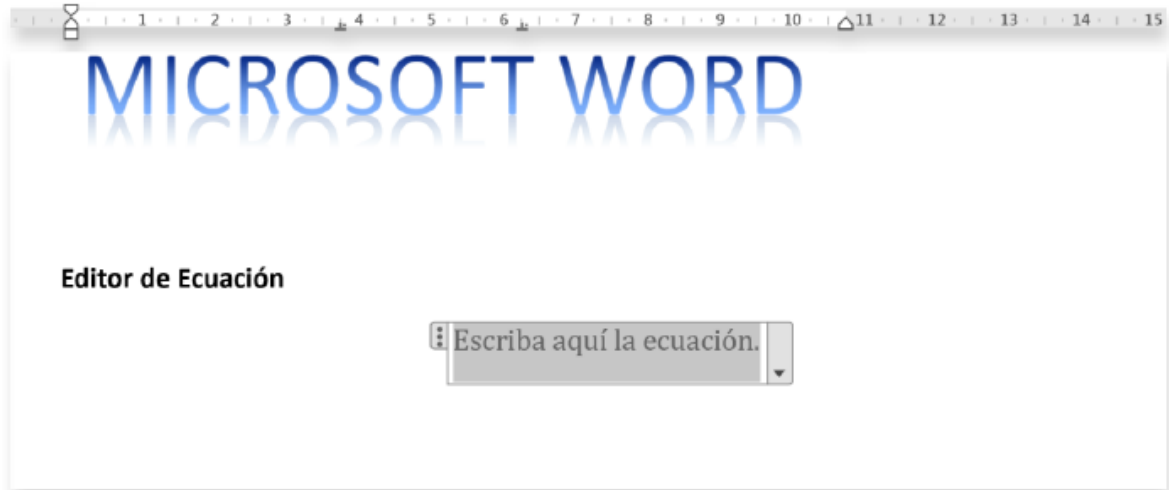 1 2 3 4 5 6 7 8 9 10 11 12 13 14 15
MICROSOFT WORD
Editor de Ecuación
Escriba aquí la ecuación.